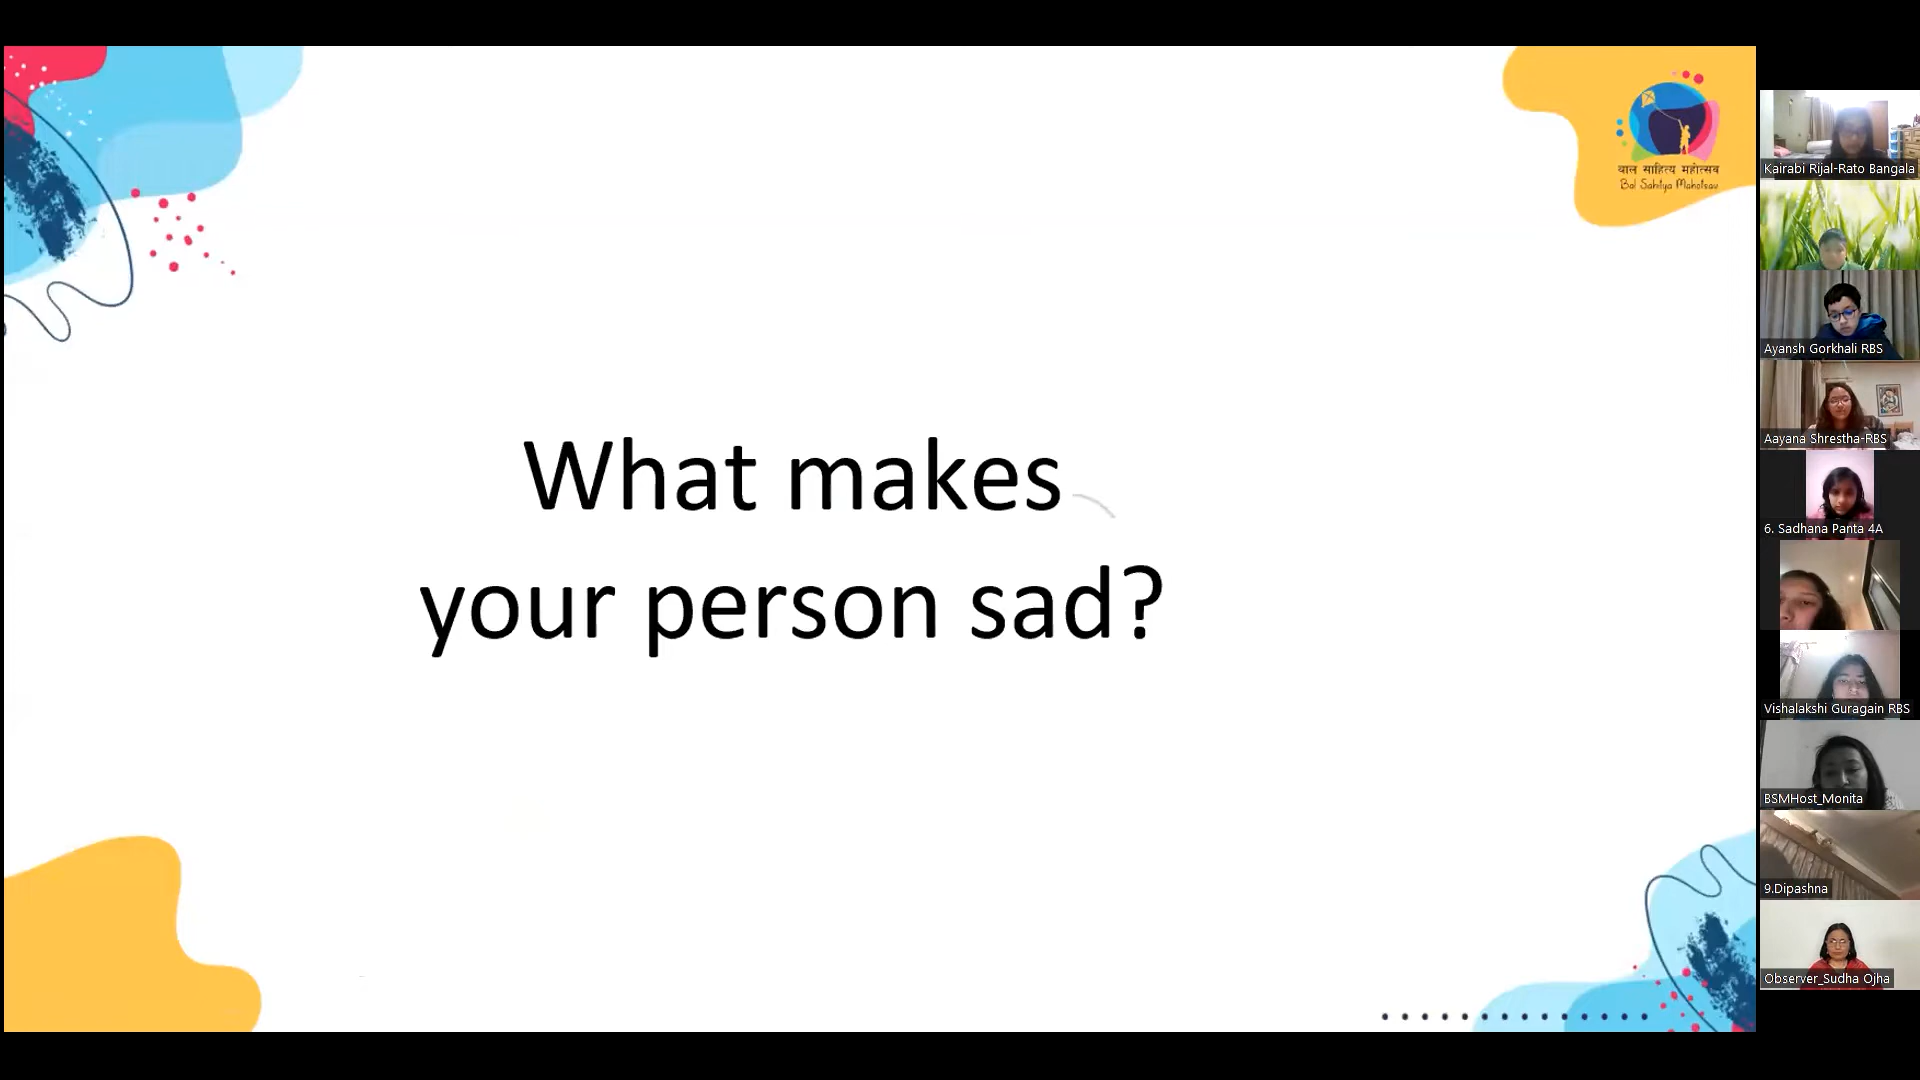 बाल साहित्य महोत्सव
Bal Sahitya Mahotsav
What makes
your person sad?
Kairabi Rijal-Rato Bangala
Ayansh Gorkhali RBS
Aayana Shrestha-RBS
6. Sadhana Panta 4A
Vishalakshi Guragain RBS
BSMHost_Monita
9.Dipashna
Observer_Sudha Ojha